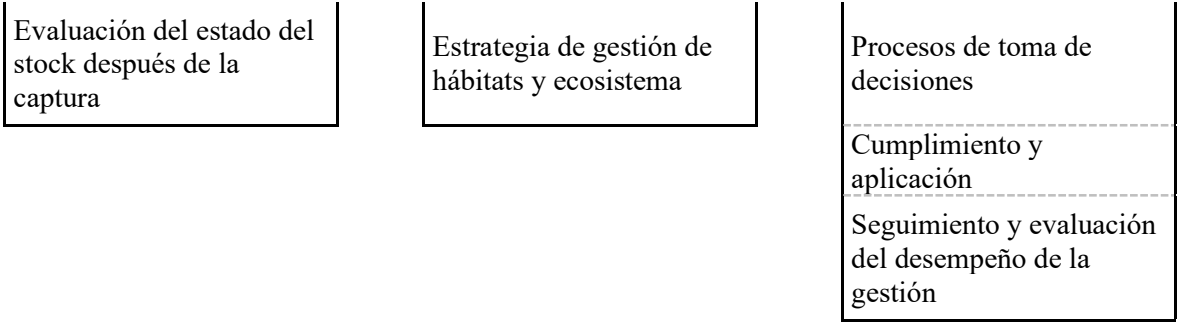 Evaluación del estado del
stock después de la
captura
Estrategia de gestión de
hábitats y ecosistema
Procesos de toma de
decisiones
Cumplimiento y
aplicación
Seguimiento y evaluación
del desempeño de la
gestión